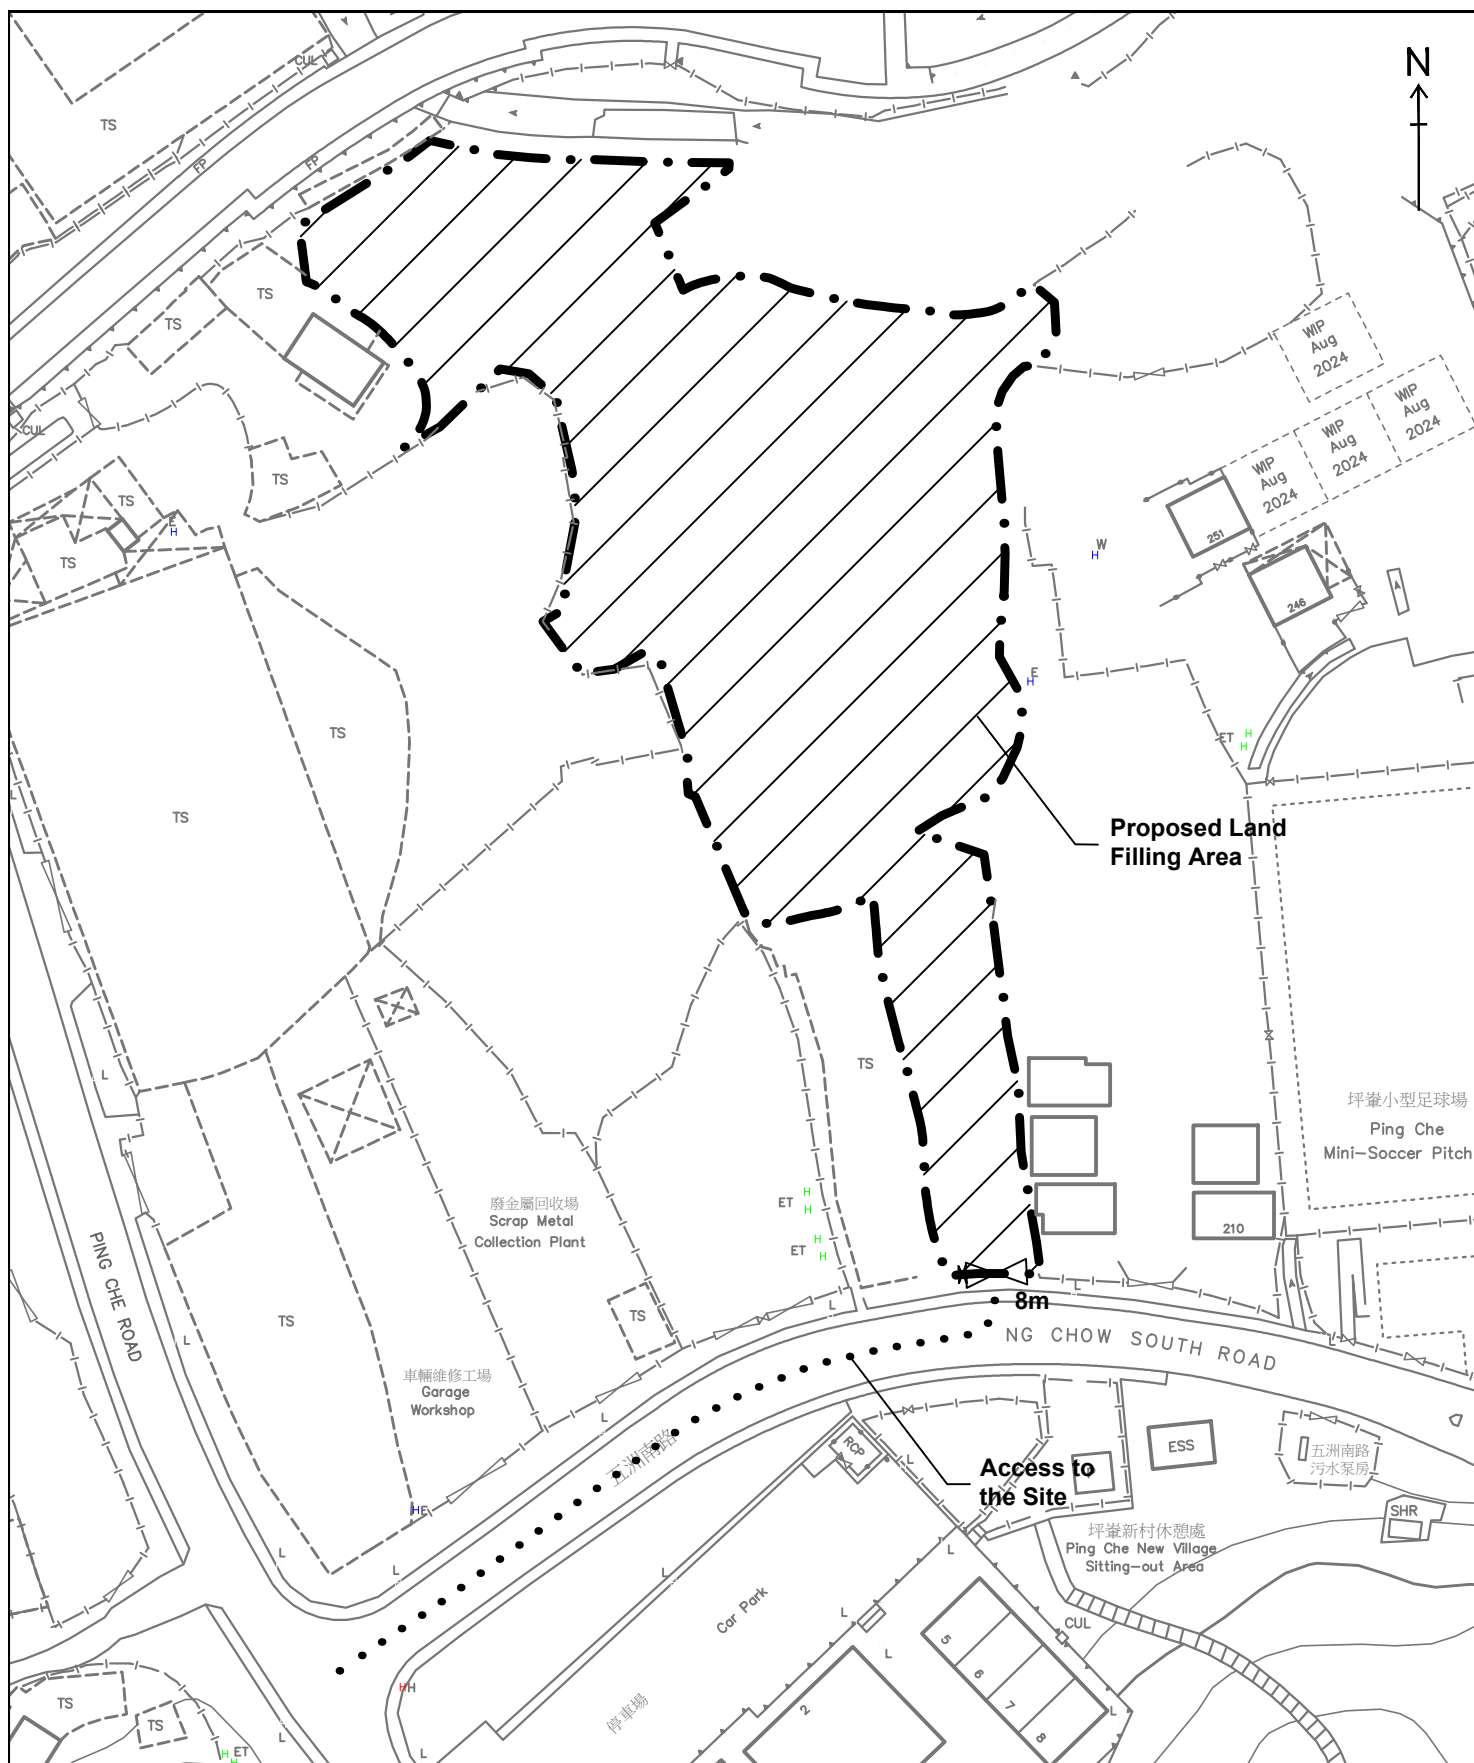 CUL
N
TS
FP
FP
TS
TS
WIP
Aug
2024
WIP
Aug
2024
WIP
Aug
2024
WIP
Aug
2024
CUL
TS
TS
E
H
TS
251
W
H
246
A
E
H
TS
ET
H
H
TS
Proposed Land
Filling Area
L
TS
坪輋小型足球場
Ping Che
Mini-Soccer Pitch
廢金屬回收場
Scrap Metal
Collection Plant
ET
H
H
ET
H
H
210
PING CHE ROAD
8m
L
L
L
TS
TS
NG CHOW SOUTH ROAD
車輛維修工場
Garage
Workshop
L
五洲南路
RCP
ESS
五洲南路
污水泵房
Access to
the Site
L
HE
SHR
坪輋新村休憩處
Ping Che New Village
Sitting-out Area
L
L
L
L
Car Park
L
CUL
5
6
7
8
L
HH
TS
TS
停車場
2
L
L
L
ET
H
H